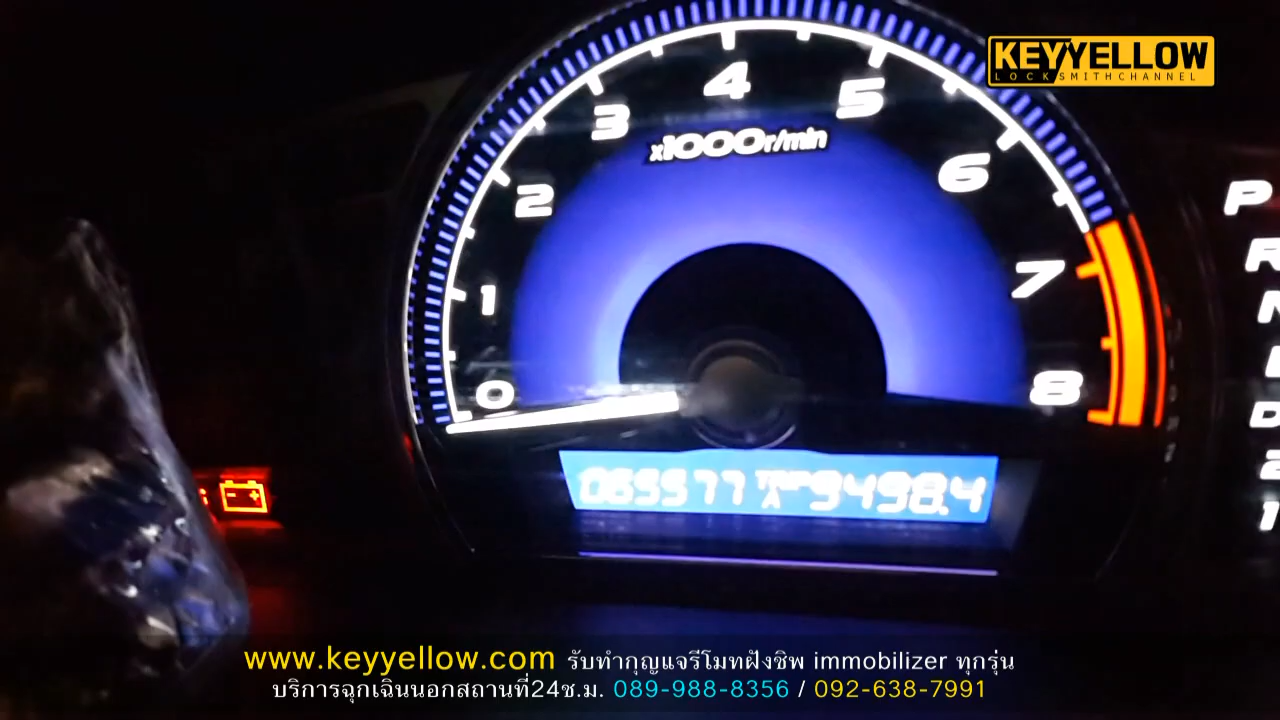 KEYYELLOW
LOCKSMITHCHANNEL
0
1
2
3
4
5
6
7
8
x1000r/min
P
R
N
D
2
1
065577 TRIP A 9498.4
www.keyyellow.com รับทำกุญแจรีโมทฝังชิพ immobilizer ทุกรุ่น
บริการฉุกเฉินนอกสถานที่24ช.ม. 089-988-8356 / 092-638-7991